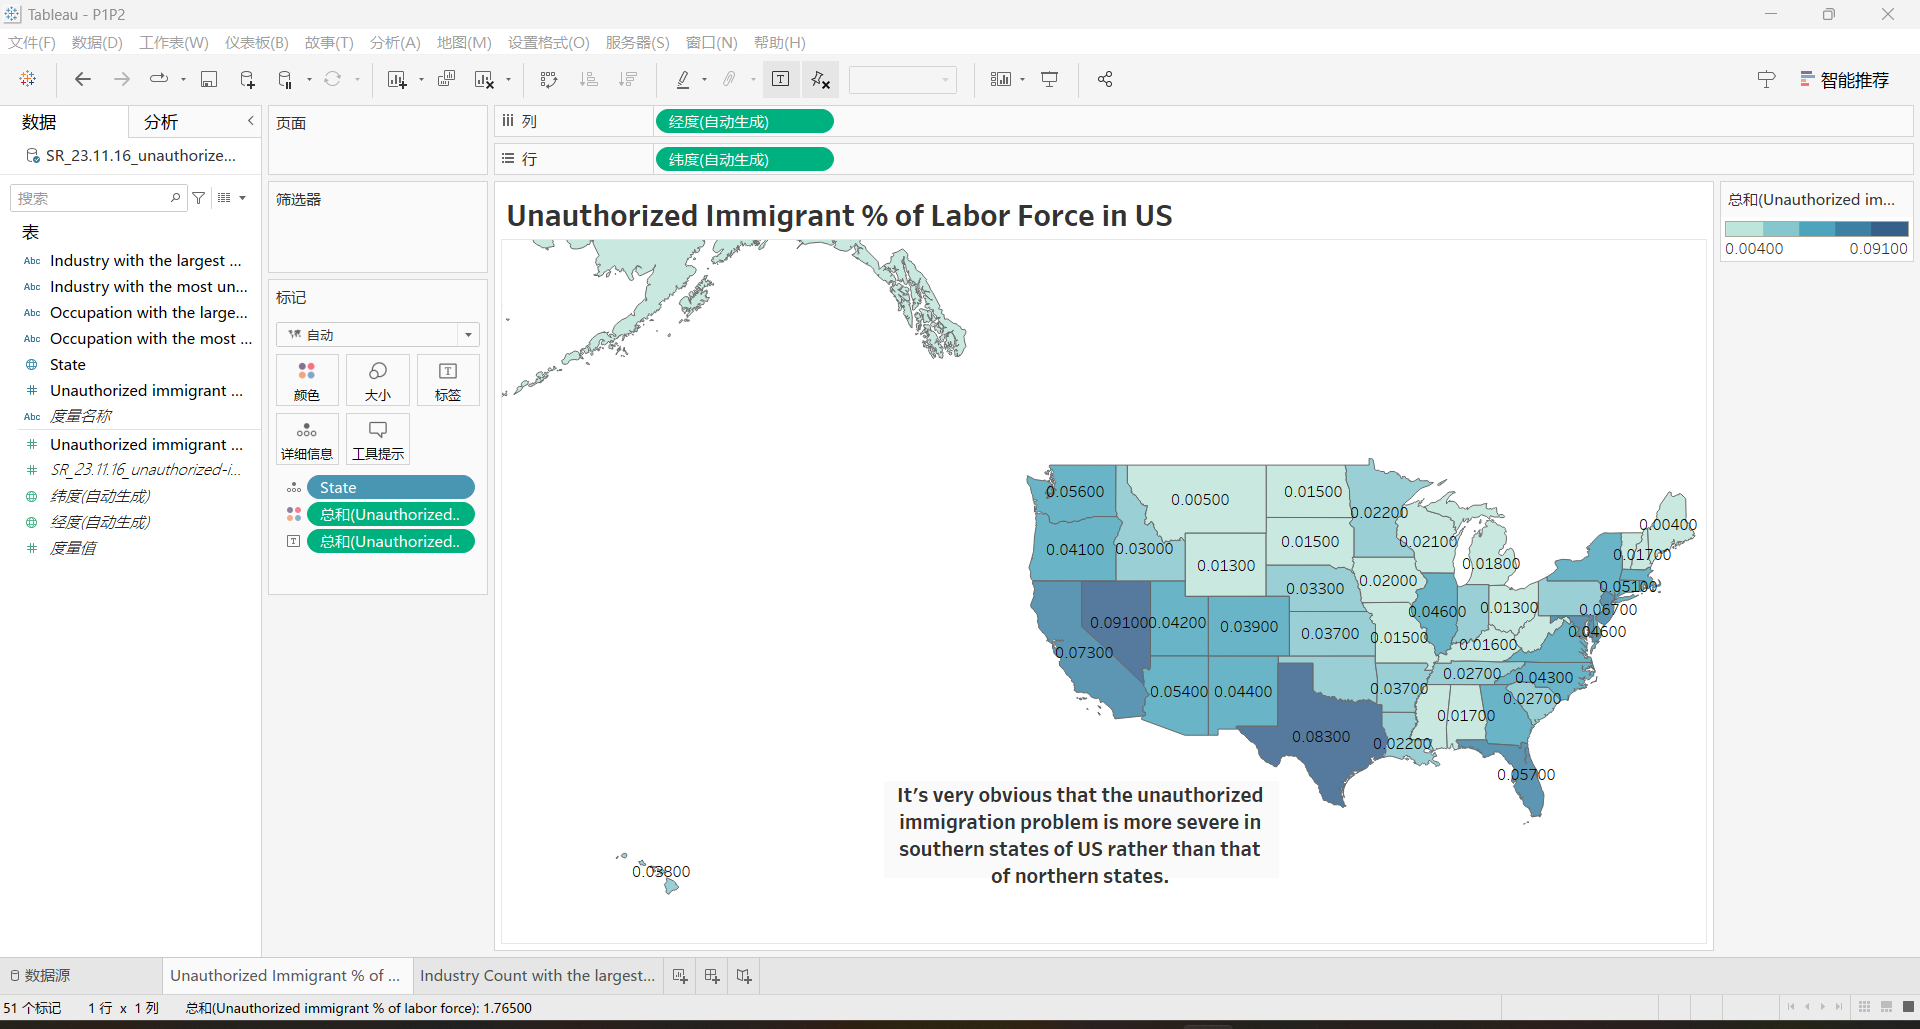 Tableau - P1P2
文件(F) 数据(D) 工作表(W) 仪表板(B) 故事(T) 分析(A) 地图(M) 设置格式(O) 服务器(S) 窗口(N) 帮助(H)
智能推荐
数据 分析
SR_23.11.16_unauthorize...
搜索
表
Abc Industry with the largest ...
Abc Industry with the most un...
Abc Occupation with the large...
Abc Occupation with the most ...
State
# Unauthorized immigrant ...
Abc 度量名称
# Unauthorized immigrant ...
# SR_23.11.16_unauthorized-i...
纬度(自动生成)
经度(自动生成)
# 度量值
页面
筛选器
标记
自动
颜色 大小 标签
详细信息 工具提示
State
总和(Unauthorized..
总和(Unauthorized..
列 经度(自动生成)
行 纬度(自动生成)
Unauthorized Immigrant % of Labor Force in US
0.05600
0.00500
0.01500
0.02200
0.00400
0.04100
0.03000
0.01300
0.01500
0.02100
0.01800
0.01700
0.03300
0.02000
0.05100
0.09100
0.04200
0.03900
0.03700
0.04600
0.01300
0.06700
0.07300
0.01500
0.01600
0.04600
0.05400
0.04400
0.03700
0.02700
0.04300
0.02700
0.08300
0.02200
0.01700
0.05700
0.03800
It's very obvious that the unauthorized
immigration problem is more severe in
southern states of US rather than that
of northern states.
总和(Unauthorized im...
0.00400 0.09100
数据源 Unauthorized Immigrant % of ... Industry Count with the largest...
51 个标记 1 行 x 1 列 总和(Unauthorized immigrant % of labor force): 1.76500